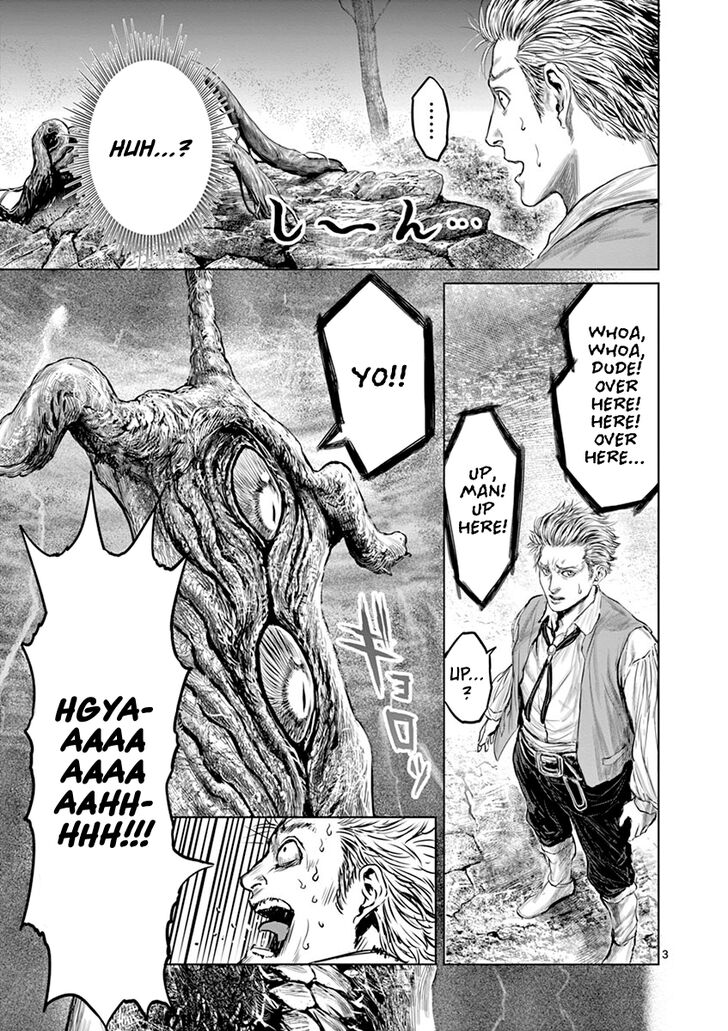 ......
HUH...?
しーん...
WHOA,
WHOA,
DUDE!
OVER
HERE!
HERE!
OVER
HERE...
UP,
MAN! UP
HERE!
UP...
?
YO!!
ギョロッ
HGYA-
AAAA
AAAA
AAHH-
HHH!!!
3